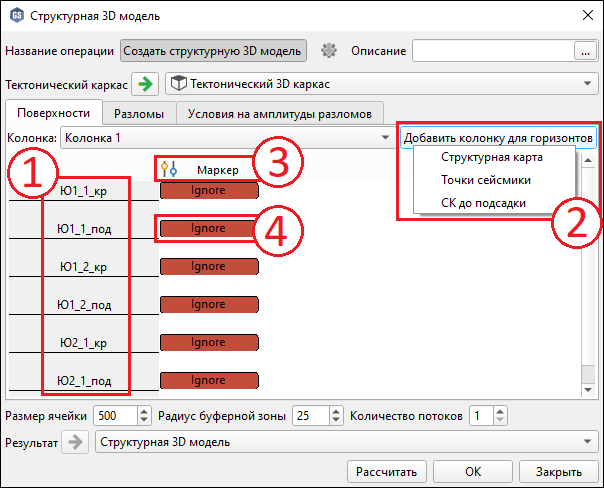 GS Структурная 3D модель
Название операции Создать структурную 3D модель Описание ...
Тектонический каркас Тектонический 3D каркас
Поверхности Разломы Условия на амплитуды разломов
Колонка: Колонка 1 Добавить колонку для горизонтов
Структурная карта
Точки сейсмики
СК до подсадки
1 Маркер 3
2
Ю1_1_кр Ignore
Ю1_1_под Ignore 4
Ю1_2_кр Ignore
Ю1_2_под Ignore
Ю2_1_кр Ignore
Ю2_1_под Ignore
Размер ячейки 500 Радиус буферной зоны 25 Количество потоков 1
Результат Структурная 3D модель
Рассчитать ОК Закрыть